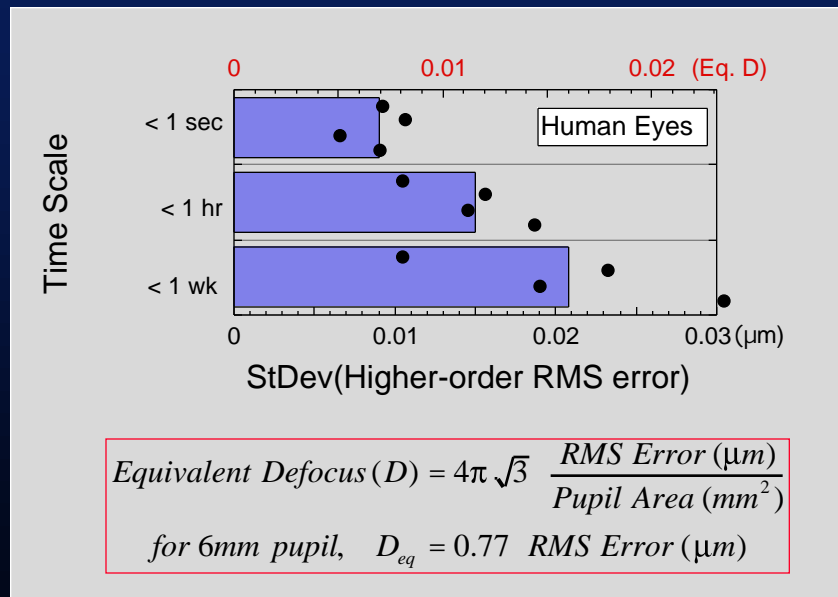 0 0.01 0.02 (Eq. D)
Time Scale
< 1 sec
Human Eyes
< 1 hr
< 1 wk
0 0.01 0.02 0.03 (µm)
StDev(Higher-order RMS error)
Equivalent Defocus (D) = 4π √3 RMS Error (µm) / Pupil Area (mm²)
for 6mm pupil, D_eq = 0.77 RMS Error (µm)